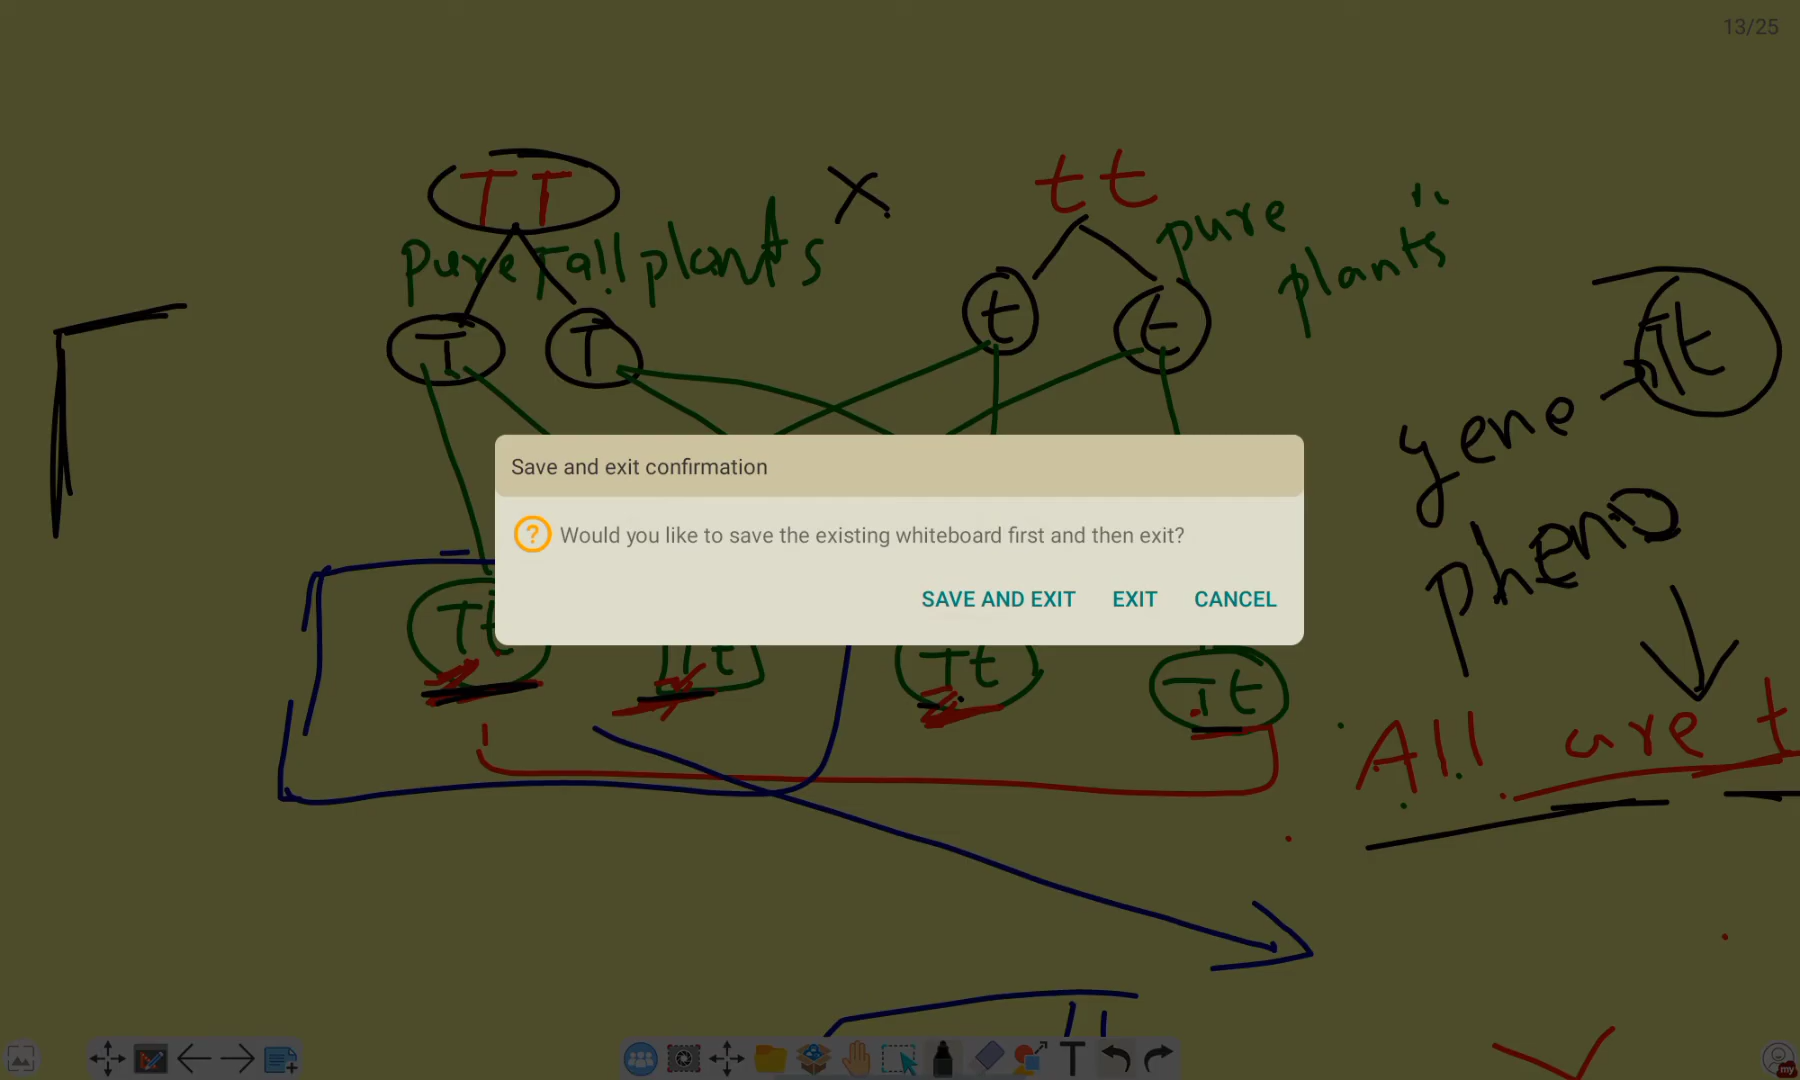 13/25
TT
X
tt
pure Tall plants
pure
plants
T
T
t
t
Tt
gene
Save and exit confirmation
Would you like to save the existing whiteboard first and then exit?
SAVE AND EXIT
EXIT
CANCEL
pheno
Tt
Tt
Tt
Tt
All are t
T
my